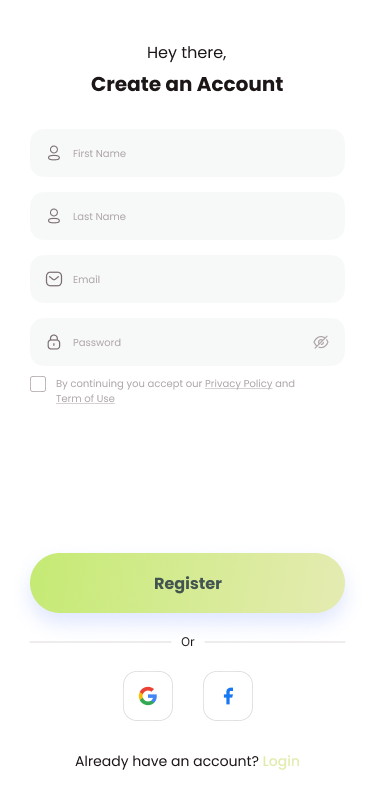 Hey there,
Create an Account
First Name
Last Name
Email
Password
By continuing you accept our Privacy Policy and
Term of Use
Register
Or
Already have an account? Login